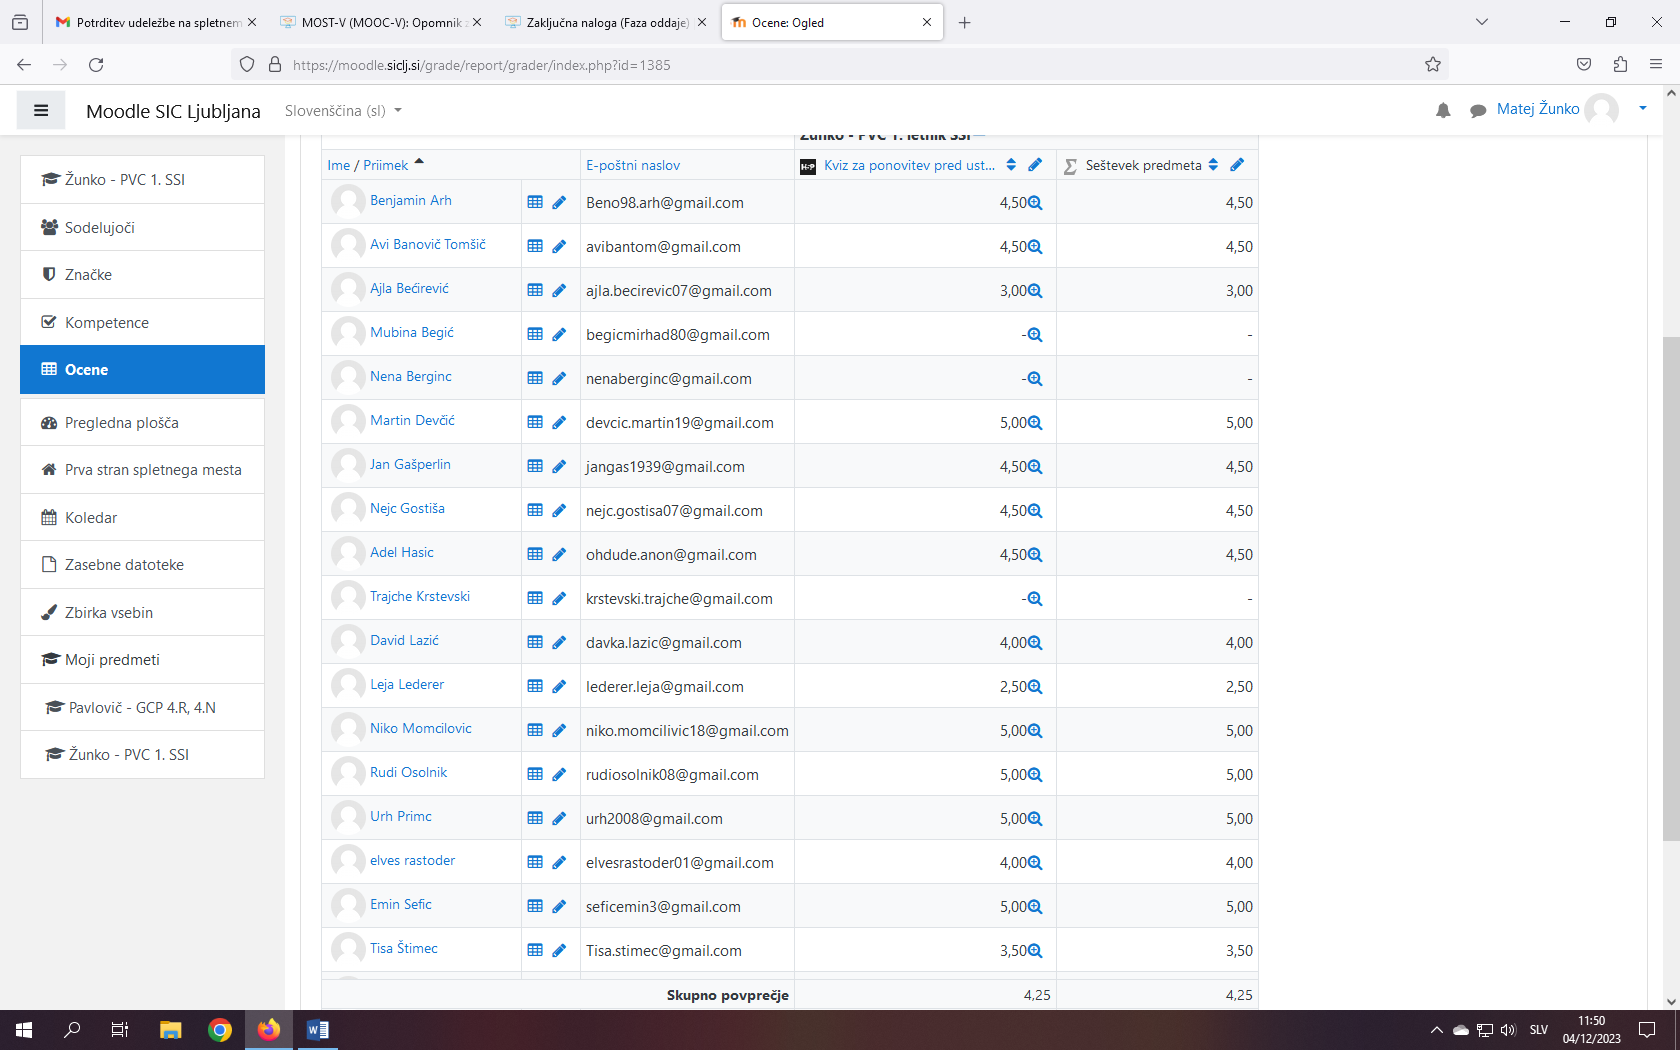 Potrditev udeležbe na spletnem
MOST-V (MOOC-V): Opomnik z
Zaključna naloga (Faza oddaje)
Ocene: Ogled
https://moodle.siclj.si/grade/report/grader/index.php?id=1385
Moodle SIC Ljubljana
Slovenščina (sl)
Matej Žunko
Žunko - PVC 1. SSI
Sodelujoči
Značke
Kompetence
Ocene
Pregledna plošča
Prva stran spletnega mesta
Koledar
Zasebne datoteke
Zbirka vsebin
Moji predmeti
Pavlovič - GCP 4.R, 4.N
Žunko - PVC 1. SSI
Žunko - PVC 1. letnik SSI
Ime / Priimek E-poštni naslov H-P Kviz za ponovitev pred ust... Seštevek predmeta
Benjamin Arh Beno98.arh@gmail.com 4,50 4,50
Avi Banovič Tomšič avibantom@gmail.com 4,50 4,50
Ajla Bećirević ajla.becirevic07@gmail.com 3,00 3,00
Mubina Begić begicmirhad80@gmail.com - -
Nena Berginc nenaberginc@gmail.com - -
Martin Devčić devcic.martin19@gmail.com 5,00 5,00
Jan Gašperlin jangas1939@gmail.com 4,50 4,50
Nejc Gostiša nejc.gostisa07@gmail.com 4,50 4,50
Adel Hasic ohdude.anon@gmail.com 4,50 4,50
Trajche Krstevski krstevski.trajche@gmail.com - -
David Lazić davka.lazic@gmail.com 4,00 4,00
Leja Lederer lederer.leja@gmail.com 2,50 2,50
Niko Momcilovic niko.momcilivic18@gmail.com 5,00 5,00
Rudi Osolnik rudiosolnik08@gmail.com 5,00 5,00
Urh Primc urh2008@gmail.com 5,00 5,00
elves rastoder elvesrastoder01@gmail.com 4,00 4,00
Emin Sefic seficemin3@gmail.com 5,00 5,00
Tisa Štimec Tisa.stimec@gmail.com 3,50 3,50
Skupno povprečje 4,25 4,25
SLV
11:50
04/12/2023